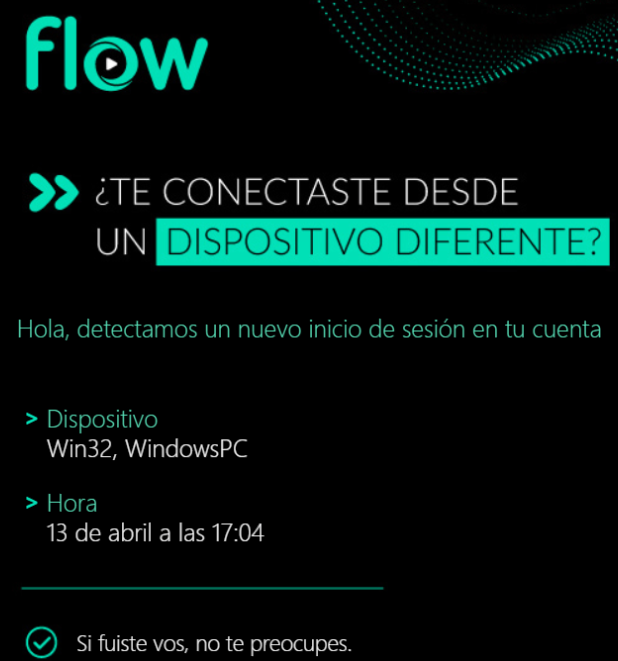 flow
¿TE CONECTASTE DESDE
UN DISPOSITIVO DIFERENTE?
Hola, detectamos un nuevo inicio de sesión en tu cuenta
> Dispositivo
Win32, WindowsPC
> Hora
13 de abril a las 17:04
Si fuiste vos, no te preocupes.